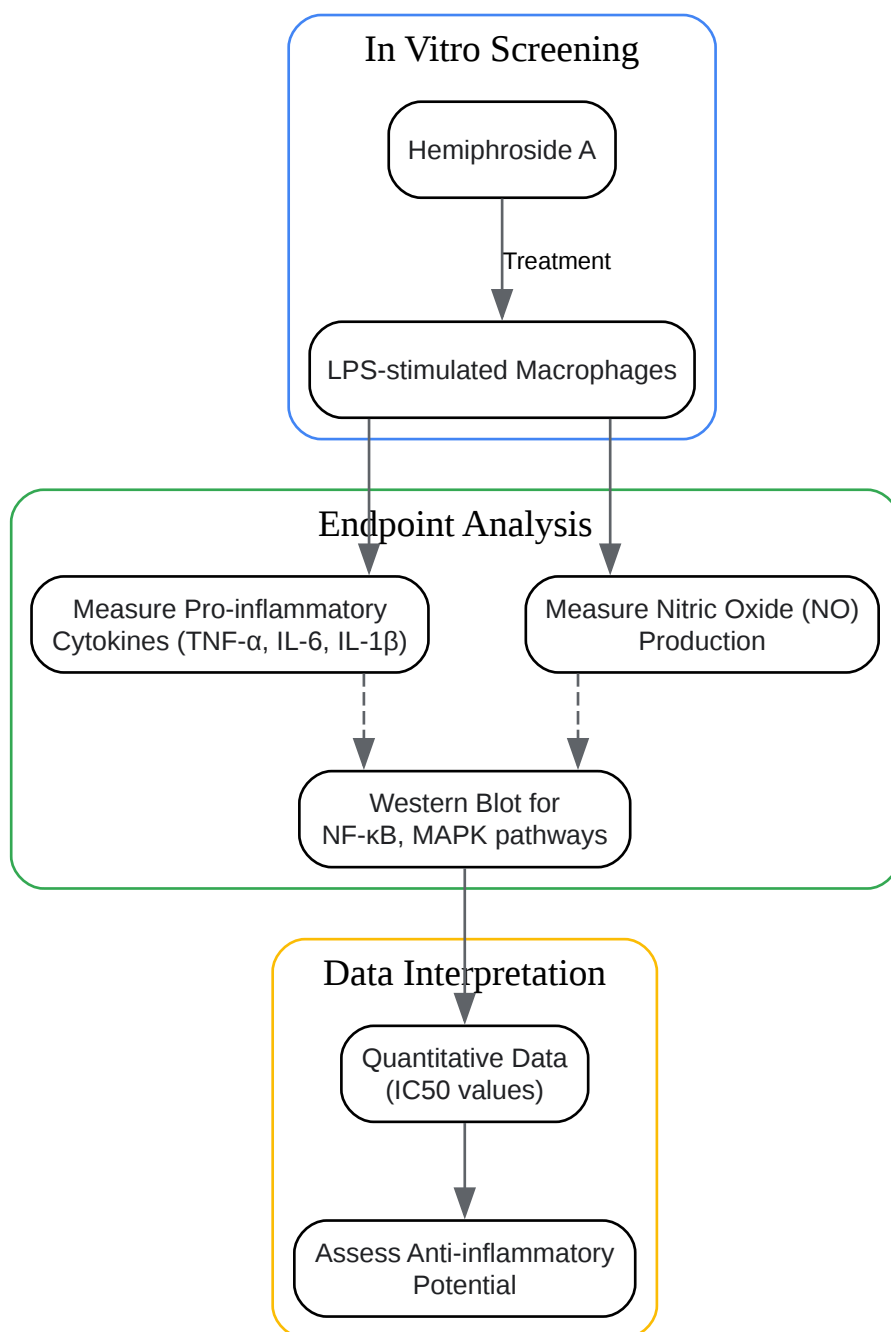 In Vitro Screening
Hemiphroside A
Treatment
LPS-stimulated Macrophages
Endpoint Analysis
Measure Pro-inflammatory
Cytokines (TNF-α, IL-6, IL-1β)
Measure Nitric Oxide (NO)
Production
Western Blot for
NF-κB, MAPK pathways
Data Interpretation
Quantitative Data
(IC50 values)
Assess Anti-inflammatory
Potential